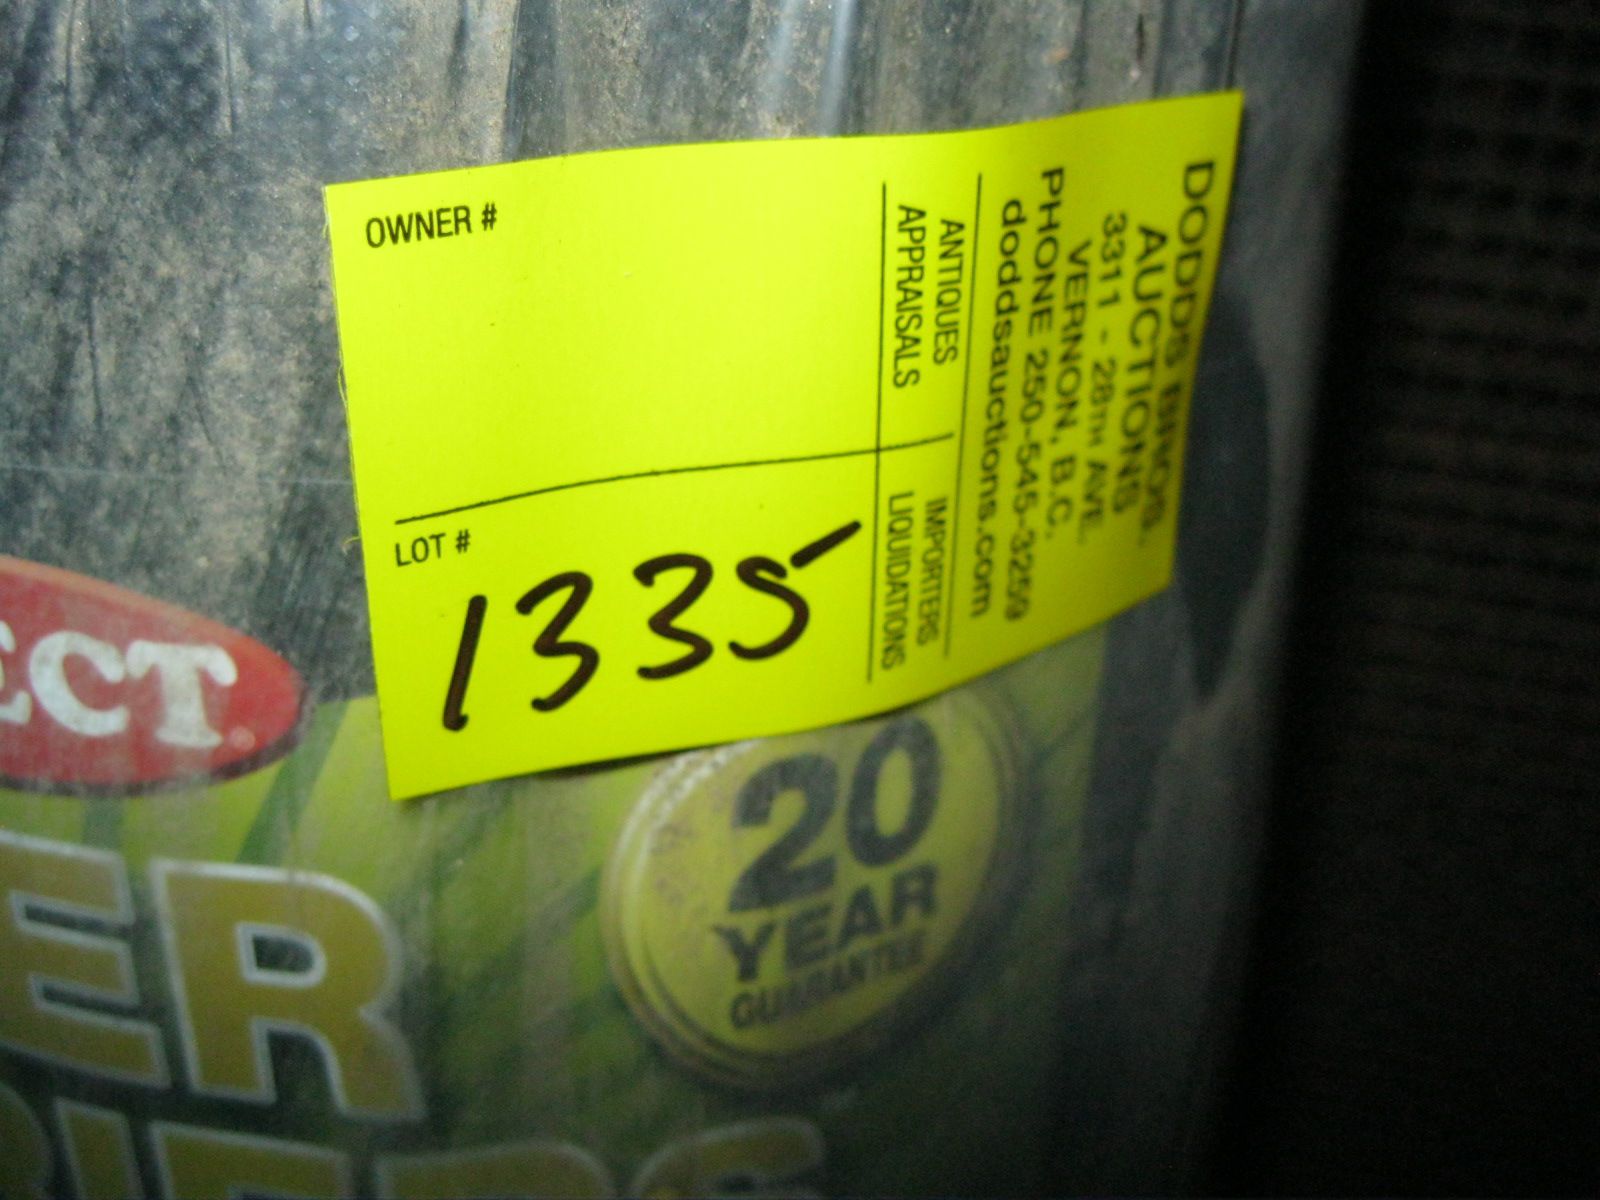 DODDS BROS.
AUCTIONS
3311 - 28TH AVE.
VERNON, B.C.
PHONE 250-545-3259
doddsauctions.com
ANTIQUES
APPRAISALS
IMPORTERS
LIQUIDATIONS
OWNER #
LOT #
1335
ECT
20
YEAR
GUARANTEE
ER